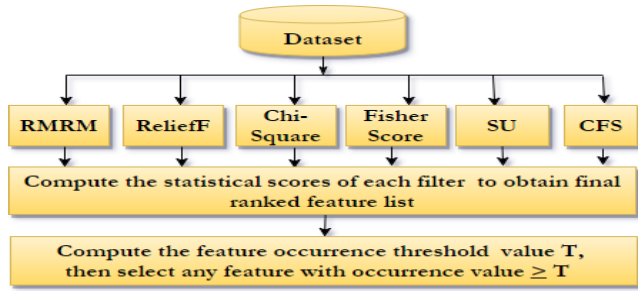 Dataset
RMRM
ReliefF
Chi-
Square
Fisher
Score
SU
CFS
Compute the statistical scores of each filter to obtain final
ranked feature list
Compute the feature occurrence threshold value T,
then select any feature with occurrence value ≥ T